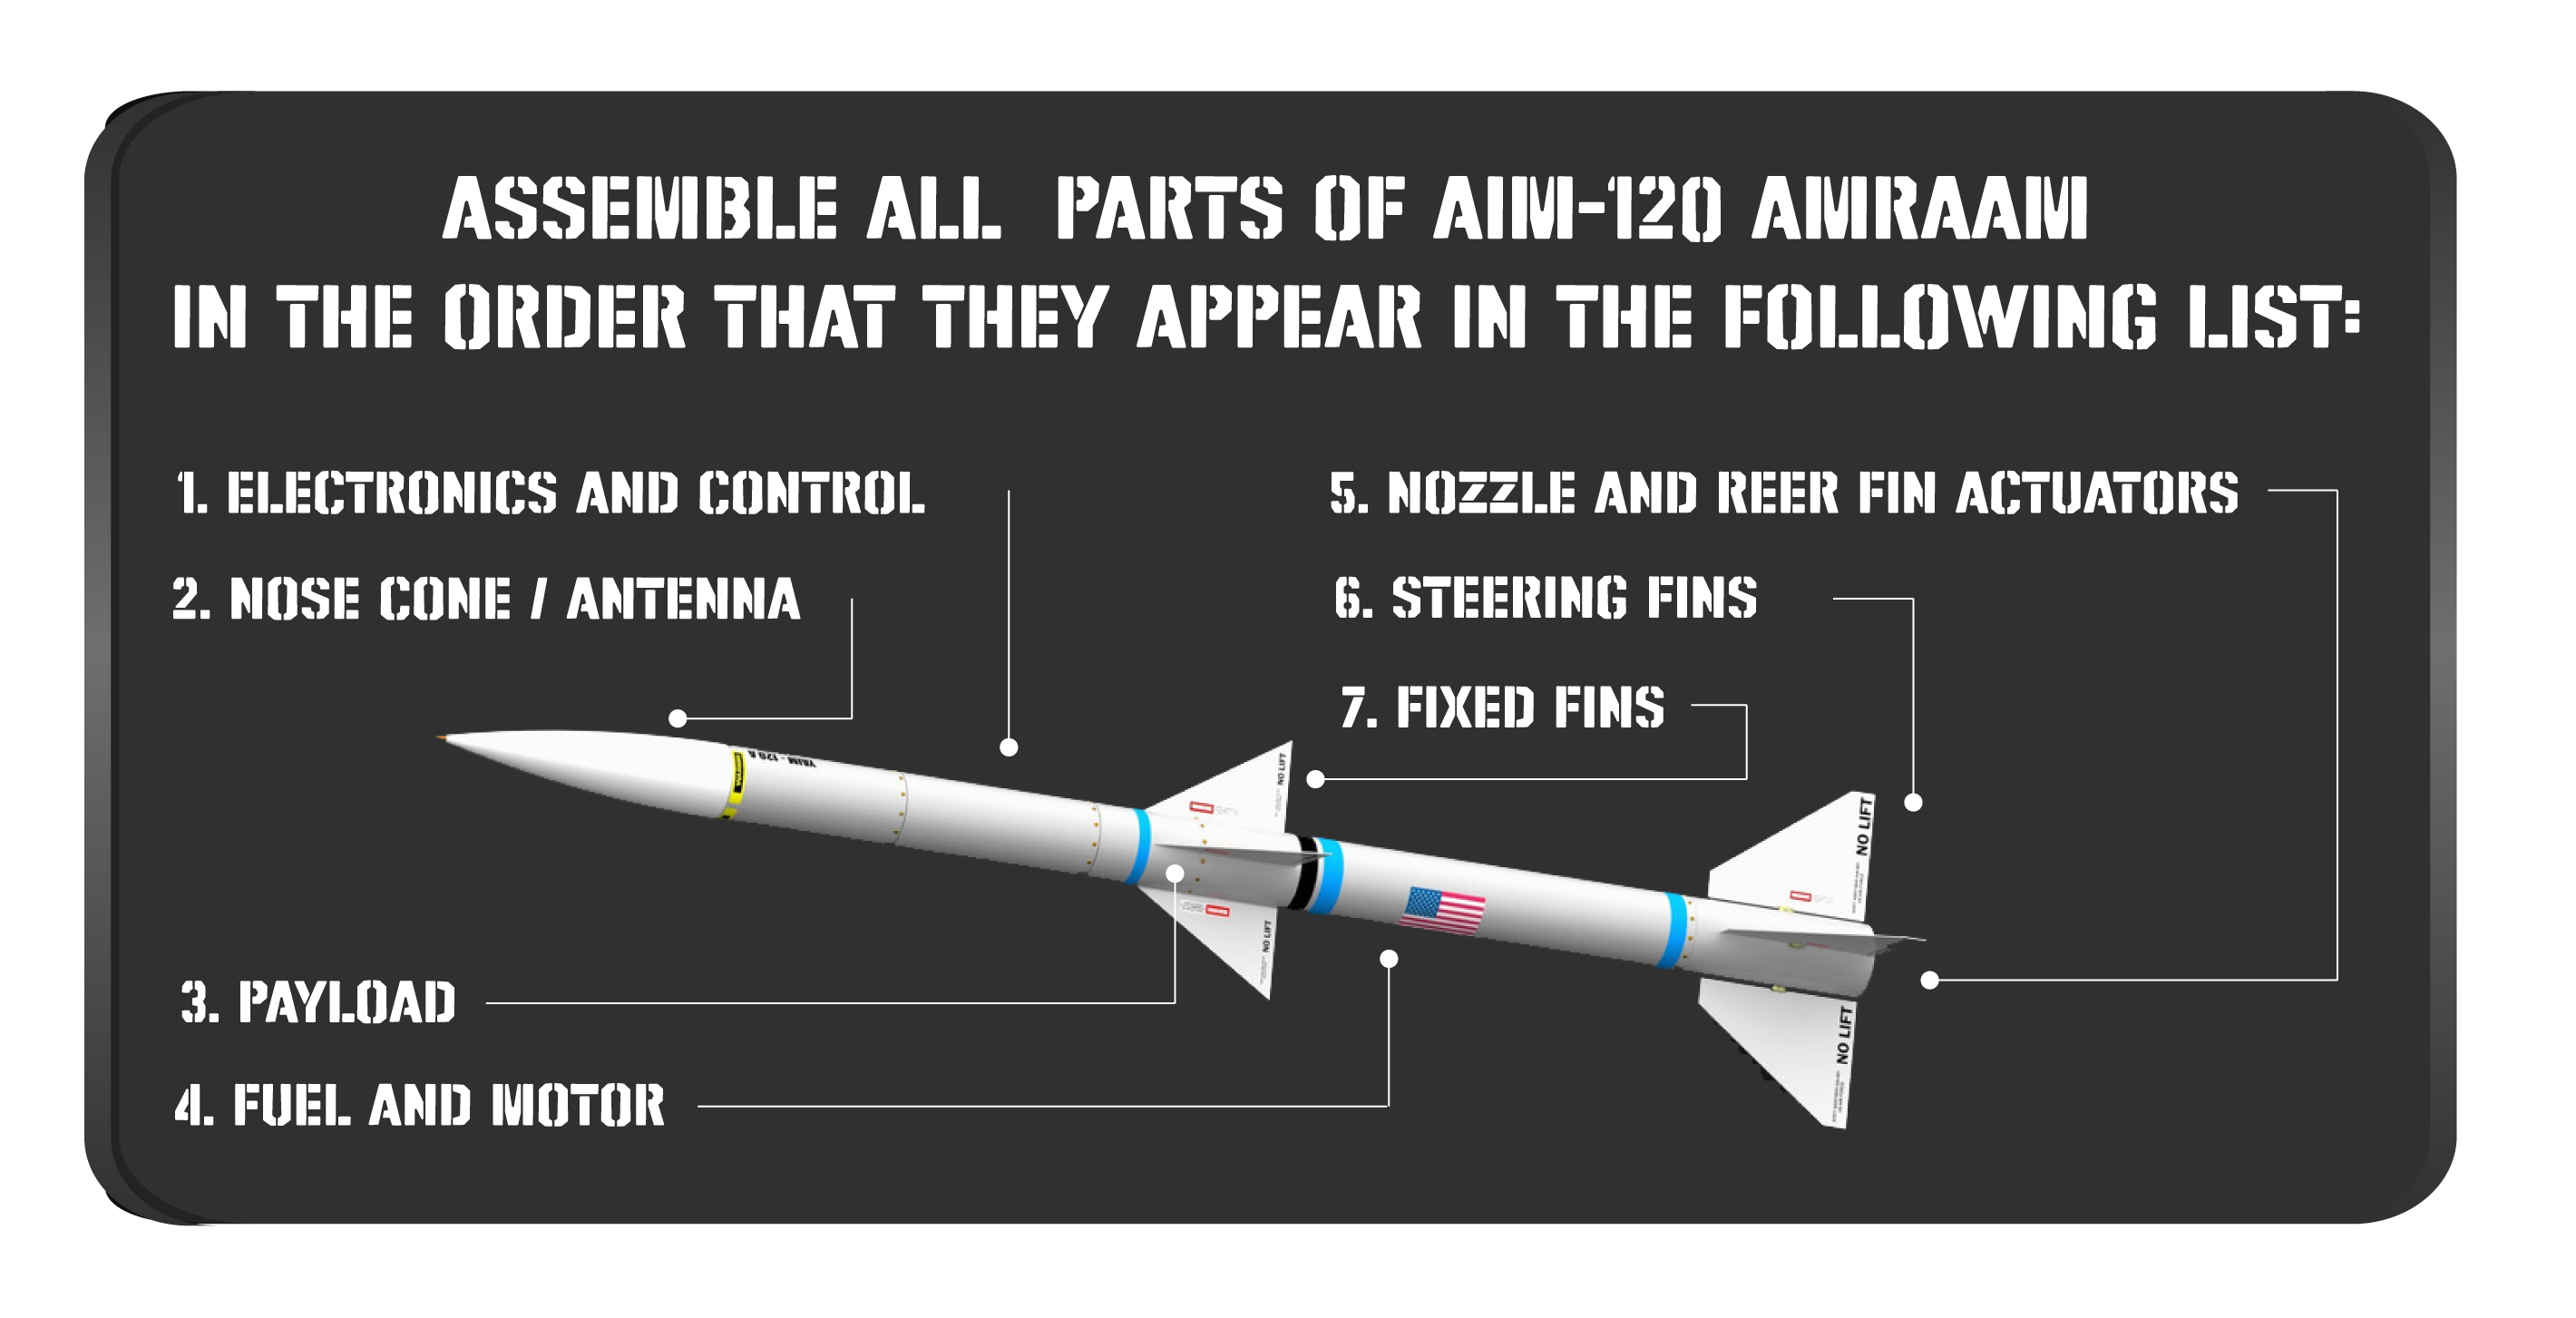 ASSEMBLE ALL PARTS OF AIM-120 AMRAAM
IN THE ORDER THAT THEY APPEAR IN THE FOLLOWING LIST:
1. ELECTRONICS AND CONTROL
2. NOSE CONE / ANTENNA
3. PAYLOAD
4. FUEL AND MOTOR
5. NOZZLE AND REER FIN ACTUATORS
6. STEERING FINS
7. FIXED FINS
NO LIFT
NO LIFT
NO LIFT
NO LIFT